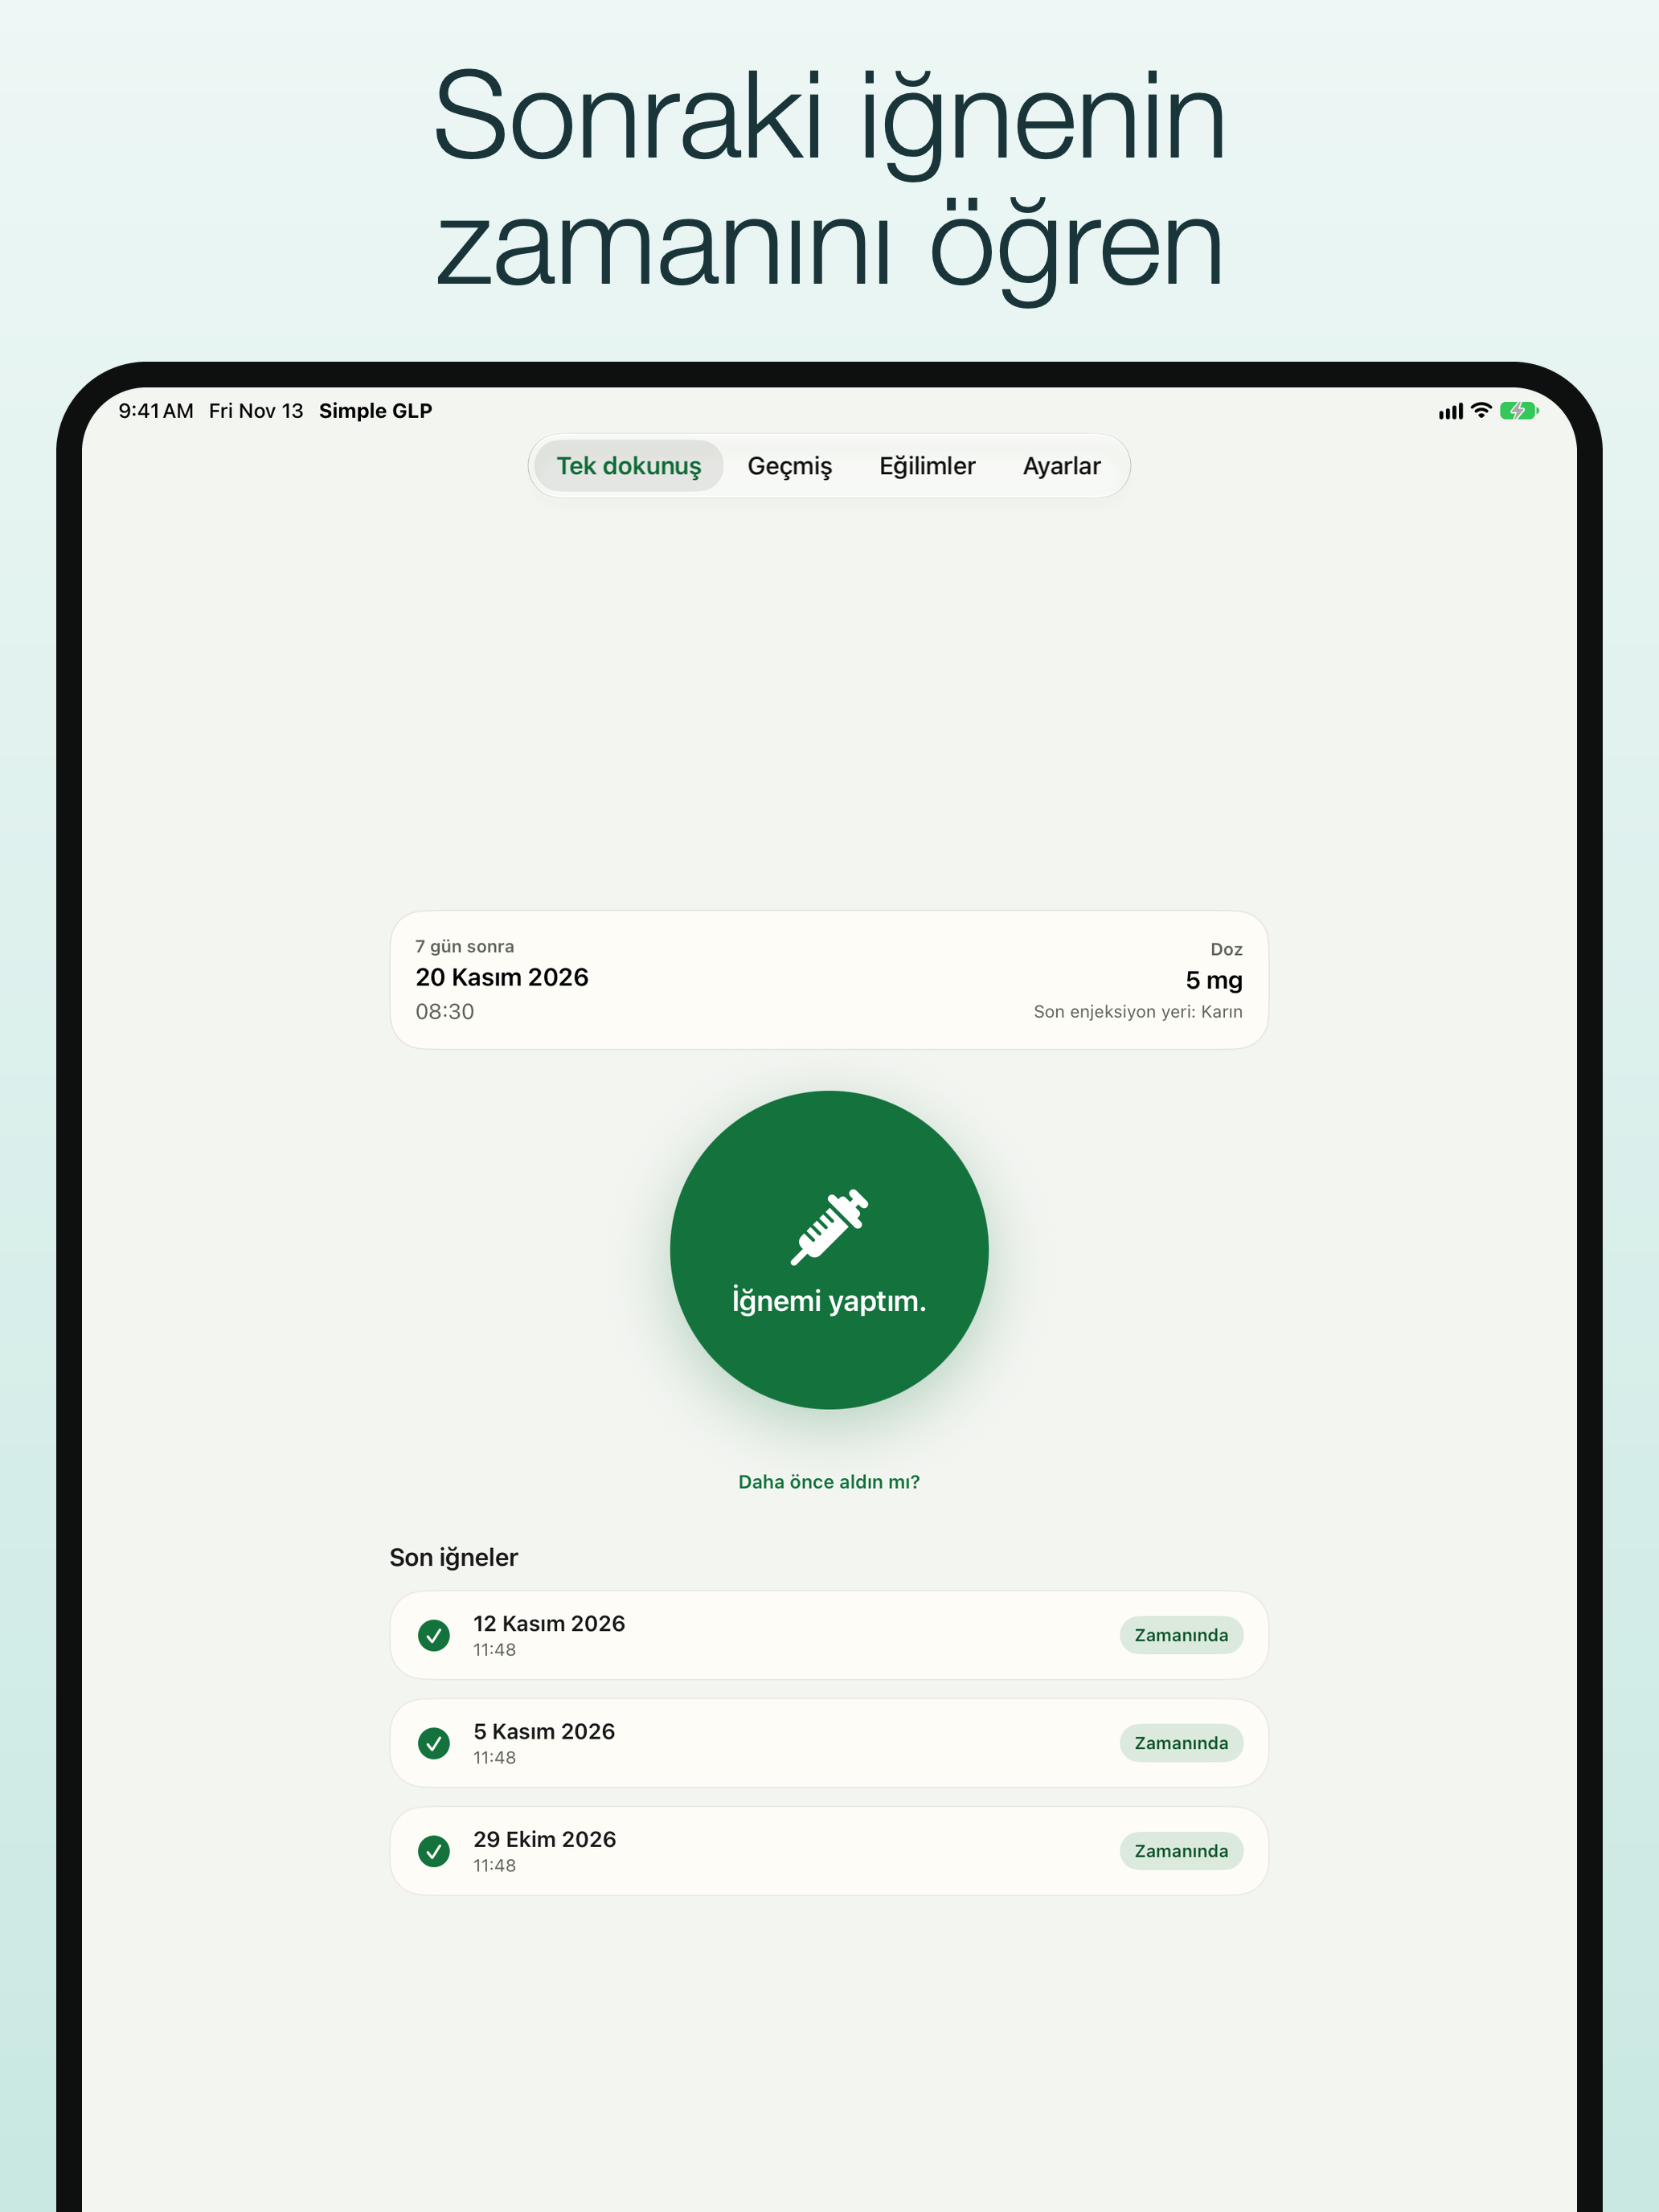 Sonraki iğnenin
zamanını öğren
9:41 AM Fri Nov 13 Simple GLP
Tek dokunuş Geçmiş Eğilimler Ayarlar
7 gün sonra
20 Kasım 2026
08:30
Doz
5 mg
Son enjeksiyon yeri: Karın
İğnemi yaptım.
Daha önce aldın mı?
Son iğneler
12 Kasım 2026
11:48
Zamanında
5 Kasım 2026
11:48
Zamanında
29 Ekim 2026
11:48
Zamanında